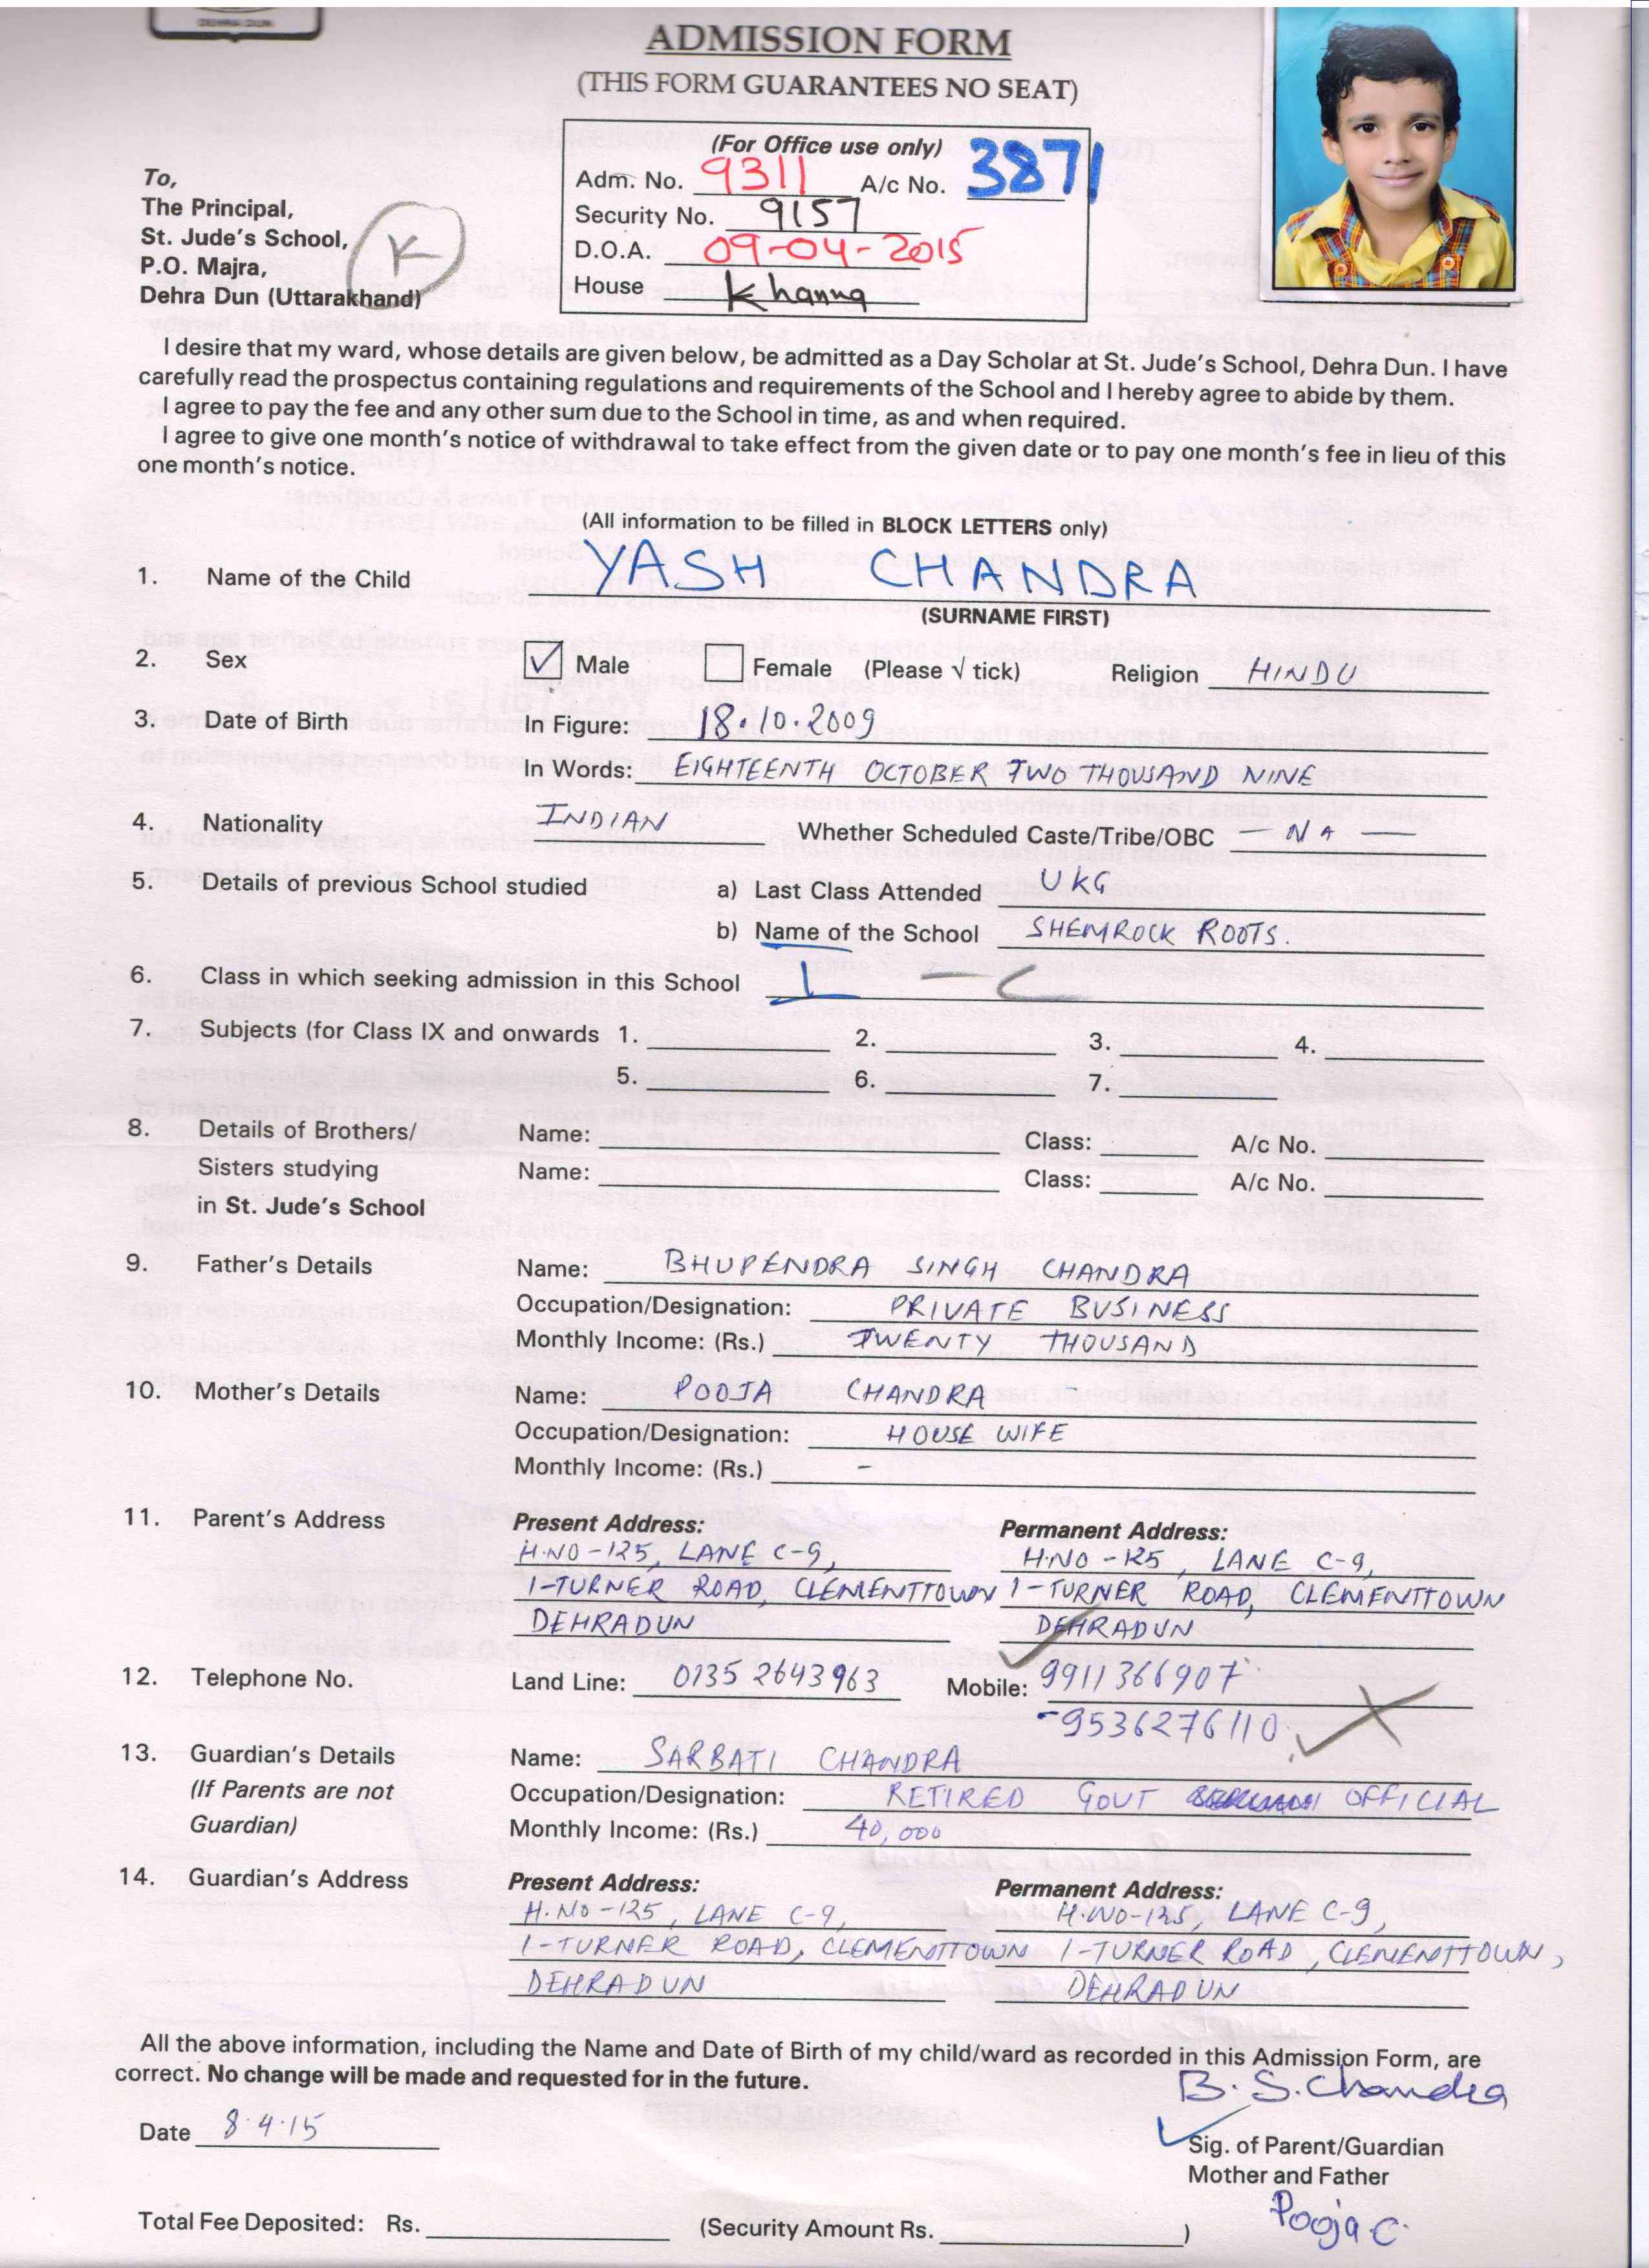 DEHRA DUN
ADMISSION FORM
(THIS FORM GUARANTEES NO SEAT)
(For Office use only)
Adm. No. 9311 A/c No. 3871
Security No. 9157
D.O.A. 09-04-2015
House Khanna
To,
The Principal,
St. Jude's School,
P.O. Majra,
Dehra Dun (Uttarakhand)
K
I desire that my ward, whose details are given below, be admitted as a Day Scholar at St. Jude's School, Dehra Dun. I have
carefully read the prospectus containing regulations and requirements of the School and I hereby agree to abide by them.
I agree to pay the fee and any other sum due to the School in time, as and when required.
I agree to give one month's notice of withdrawal to take effect from the given date or to pay one month's fee in lieu of this
one month's notice.
(All information to be filled in BLOCK LETTERS only)
1. Name of the Child YASH CHANDRA
(SURNAME FIRST)
2. Sex ✓ Male Female (Please √ tick) Religion HINDU
3. Date of Birth In Figure: 18.10.2009
In Words: EIGHTEENTH OCTOBER TWO THOUSAND NINE
4. Nationality INDIAN Whether Scheduled Caste/Tribe/OBC — NA —
5. Details of previous School studied a) Last Class Attended UKG
b) Name of the School SHEMROCK ROOTS.
6. Class in which seeking admission in this School I - C
7. Subjects (for Class IX and onwards 1. 2. 3. 4.
5. 6. 7.
8. Details of Brothers/ Name: Class: A/c No.
Sisters studying Name: Class: A/c No.
in St. Jude's School
9. Father's Details Name: BHUPENDRA SINGH CHANDRA
Occupation/Designation: PRIVATE BUSINESS
Monthly Income: (Rs.) TWENTY THOUSAND
10. Mother's Details Name: POOJA CHANDRA
Occupation/Designation: HOUSE WIFE
Monthly Income: (Rs.) -
11. Parent's Address Present Address: Permanent Address:
H.NO-125, LANE C-9, H.NO-125, LANE C-9,
1-TURNER ROAD, CLEMENTTOWN 1-TURNER ROAD, CLEMENTTOWN
DEHRADUN DEHRADUN
12. Telephone No. Land Line: 0135 2643963 Mobile: 9911366907
-9536276110
13. Guardian's Details Name: SARBATI CHANDRA
(If Parents are not Occupation/Designation: RETIRED GOVT OFFICIAL
Guardian) Monthly Income: (Rs.) 40,000
14. Guardian's Address Present Address: Permanent Address:
H.NO-125, LANE C-9, H.NO-125, LANE C-9,
1-TURNER ROAD, CLEMENTTOWN 1-TURNER ROAD, CLEMENTTOWN,
DEHRADUN DEHRADUN
All the above information, including the Name and Date of Birth of my child/ward as recorded in this Admission Form, are
correct. No change will be made and requested for in the future.
B.S.Chandra
Date 8.4.15
Sig. of Parent/Guardian
Mother and Father
Pooja C.
Total Fee Deposited: Rs. (Security Amount Rs. )